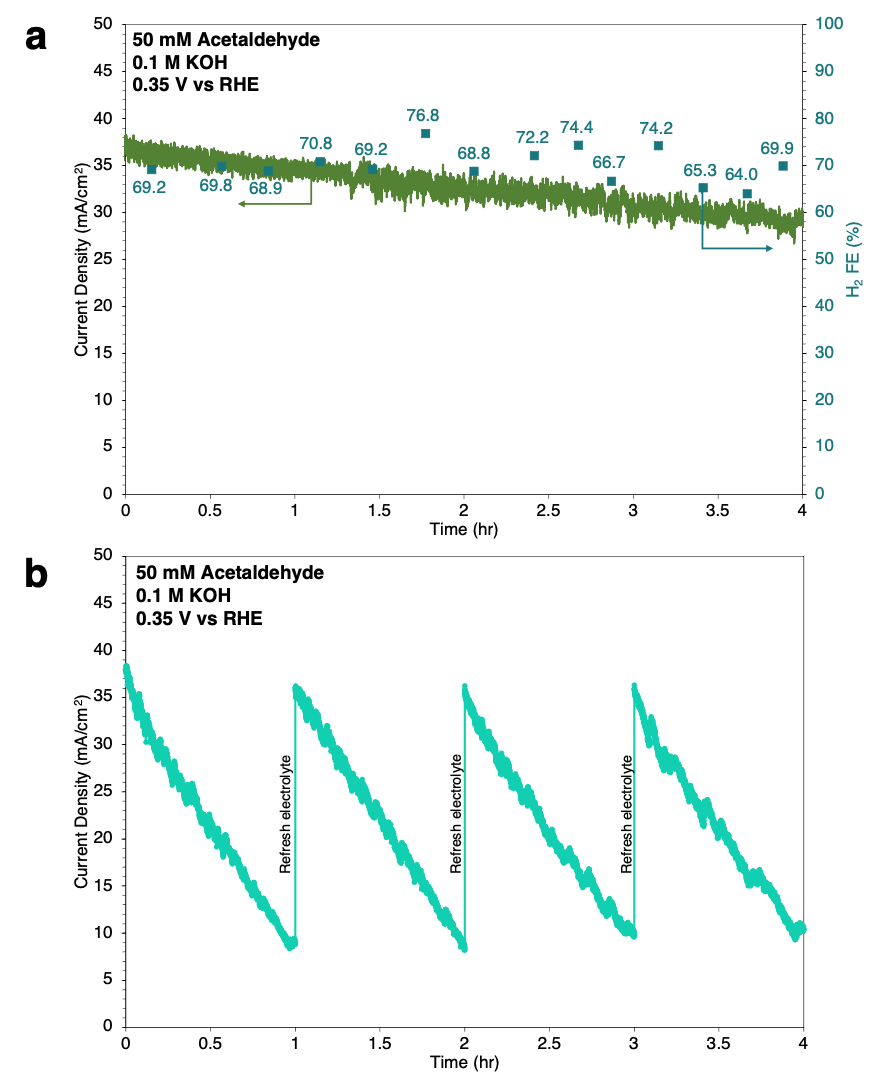 a
50 mM Acetaldehyde
0.1 M KOH
0.35 V vs RHE
50
45
40
35
30
25
20
15
10
5
0
Current Density (mA/cm²)
69.2
69.8
68.9
70.8
69.2
76.8
68.8
72.2
74.4
66.7
74.2
65.3
64.0
69.9
100
90
80
70
60
50
40
30
20
10
0
H₂ FE (%)
0 0.5 1 1.5 2 2.5 3 3.5 4
Time (hr)
b
50 mM Acetaldehyde
0.1 M KOH
0.35 V vs RHE
50
45
40
35
30
25
20
15
10
5
0
Current Density (mA/cm²)
Refresh electrolyte
Refresh electrolyte
Refresh electrolyte
0 0.5 1 1.5 2 2.5 3 3.5 4
Time (hr)